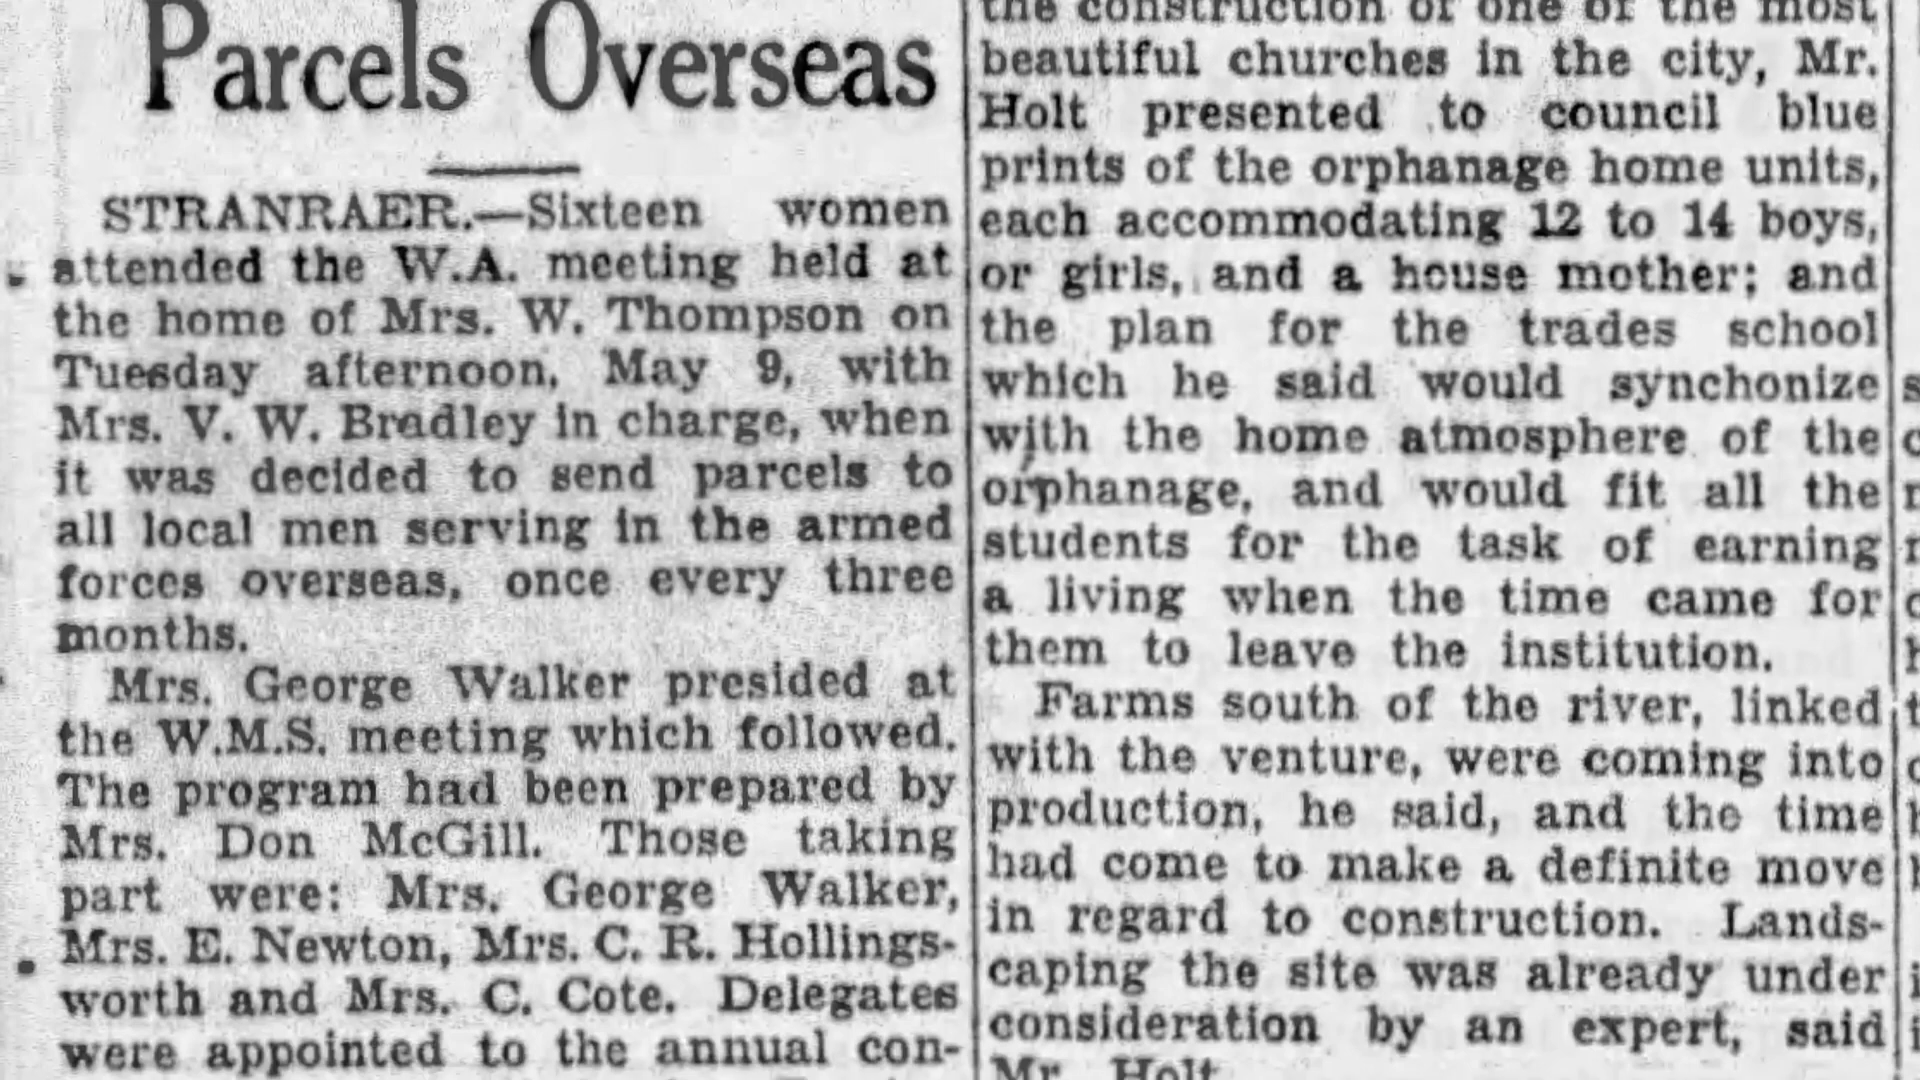 Parcels Overseas
STRANRAER.—Sixteen women
attended the W.A. meeting held at
the home of Mrs. W. Thompson on
Tuesday afternoon, May 9, with
Mrs. V. W. Bradley in charge, when
it was decided to send parcels to
all local men serving in the armed
forces overseas, once every three
months.
Mrs. George Walker presided at
the W.M.S. meeting which followed.
The program had been prepared by
Mrs. Don McGill. Those taking
part were: Mrs. George Walker,
Mrs. E. Newton, Mrs. C. R. Hollings-
worth and Mrs. C. Cote. Delegates
were appointed to the annual con-
the construction of one of the most
beautiful churches in the city, Mr.
Holt presented to council blue
prints of the orphanage home units,
each accommodating 12 to 14 boys,
or girls, and a house mother; and
the plan for the trades school
which he said would synchonize
with the home atmosphere of the
orphanage, and would fit all the
students for the task of earning
a living when the time came for
them to leave the institution.
Farms south of the river, linked
with the venture, were coming into
production, he said, and the time
had come to make a definite move
in regard to construction. Lands-
caping the site was already under
consideration by an expert, said
Mr. Holt